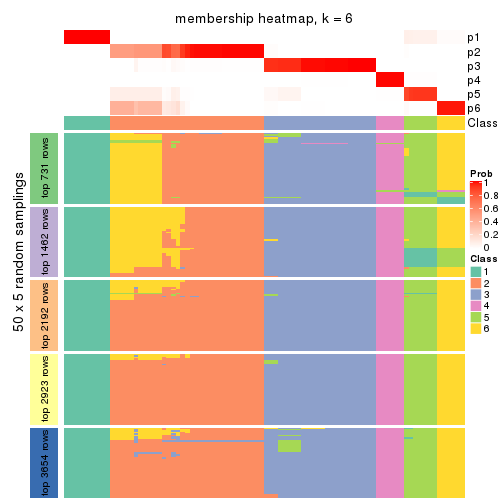 membership heatmap, k = 6
p1
p2
p3
p4
p5
p6
Class
50 x 5 random samplings
top 731 rows
top 1462 rows
top 2192 rows
top 2923 rows
top 3654 rows
Prob
1
0.8
0.6
0.4
0.2
0
Class
1
2
3
4
5
6